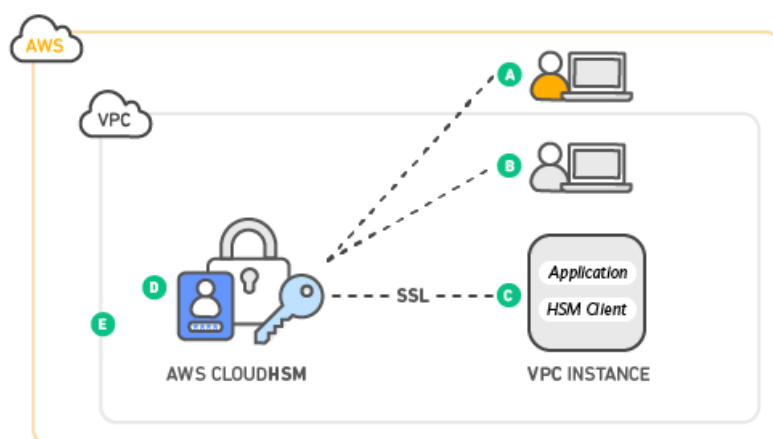 AWS
A
VPC
B
Application
D
SSL
C
HSM Client
E
AWS CLOUDHSM
VPC INSTANCE